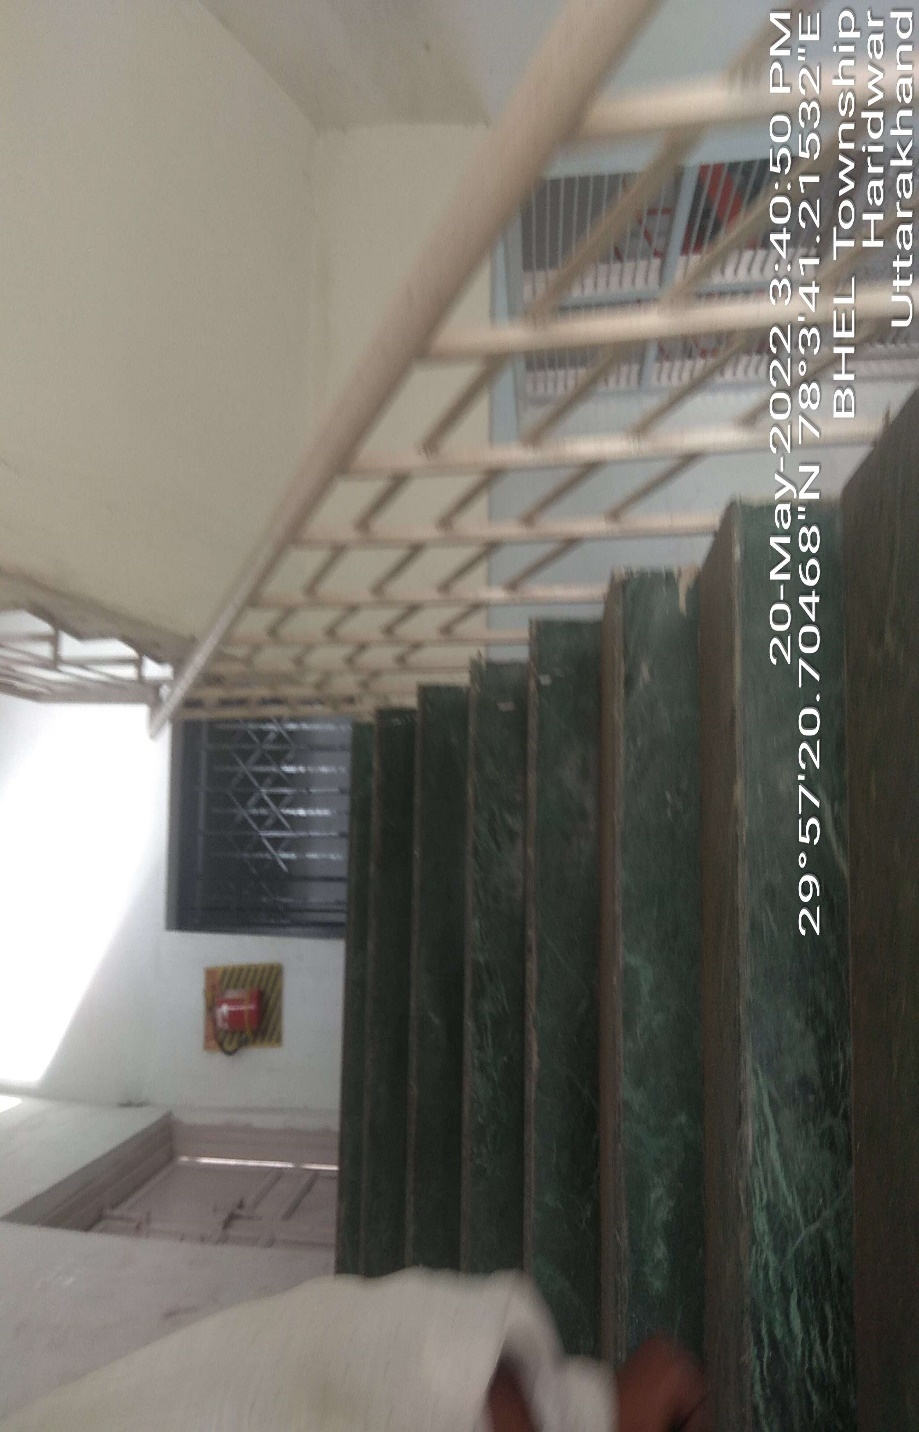 20-May-2022 3:40:50 PM
29°57'20.70468"N 78°3'41.21532"E
BHEL Township
Haridwar
Uttarakhand